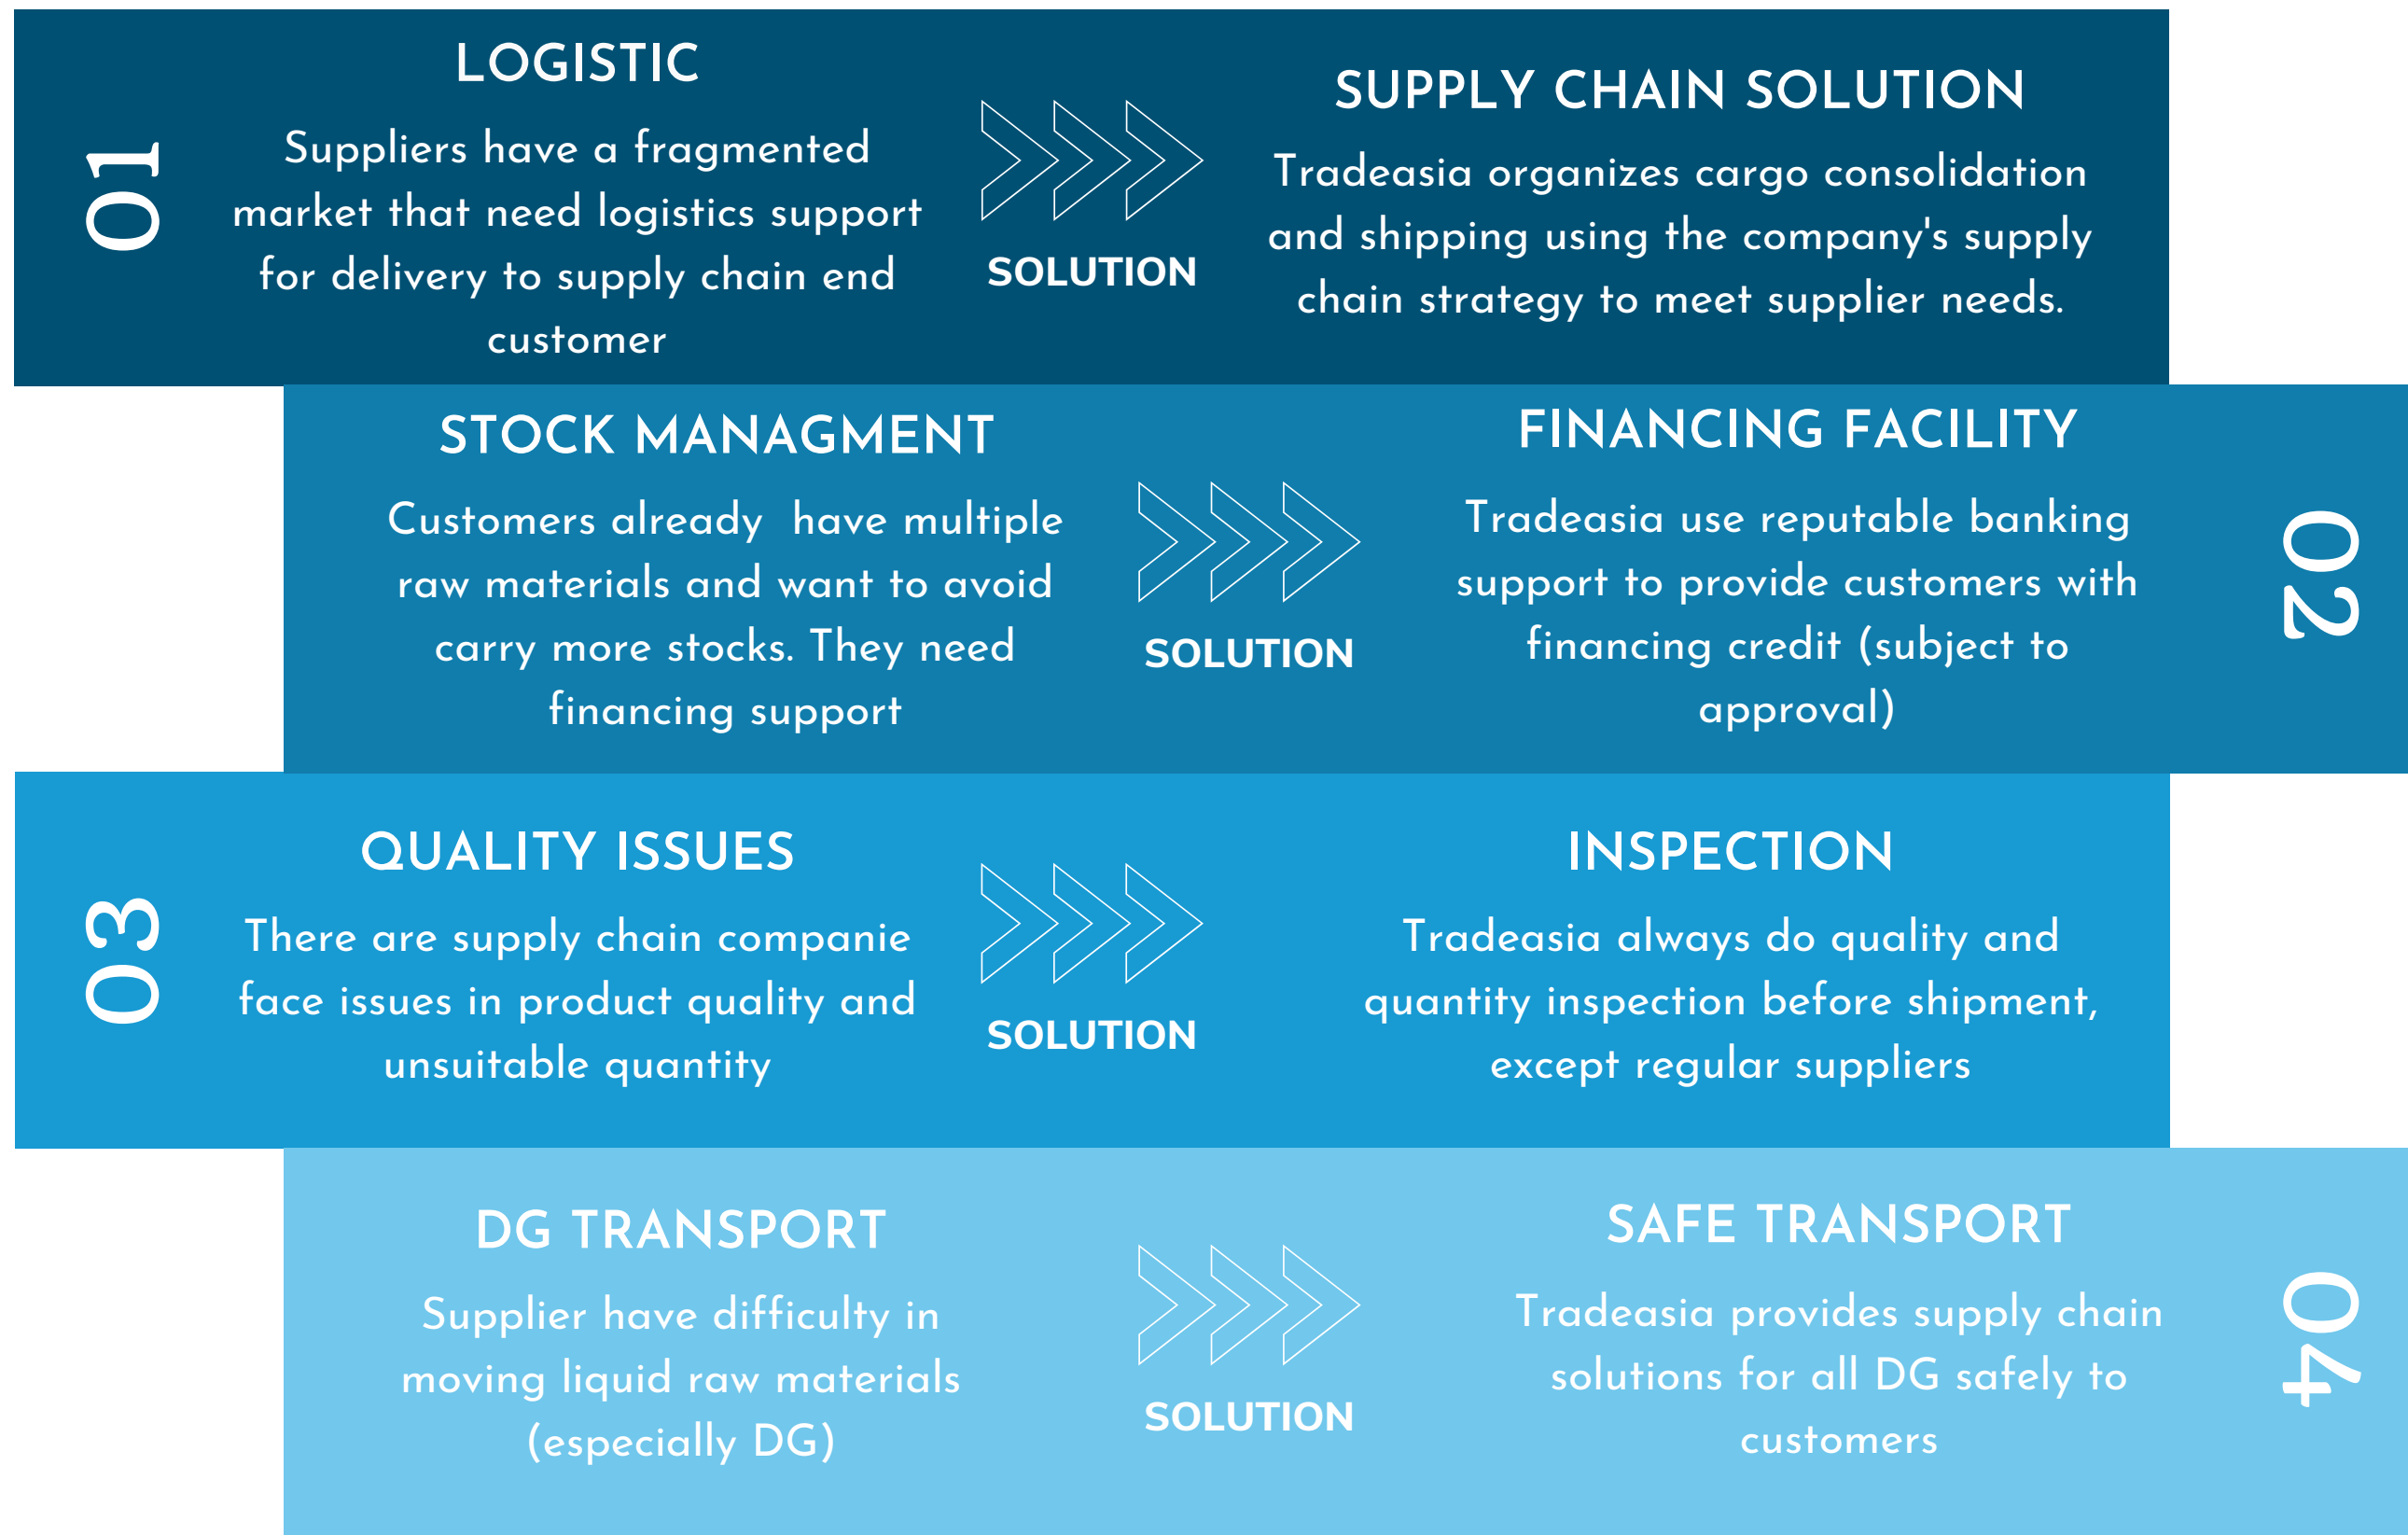 01
LOGISTIC
Suppliers have a fragmented
market that need logistics support
for delivery to supply chain end
customer
SOLUTION
SUPPLY CHAIN SOLUTION
Tradeasia organizes cargo consolidation
and shipping using the company's supply
chain strategy to meet supplier needs.
STOCK MANAGMENT
Customers already  have multiple
raw materials and want to avoid
carry more stocks. They need
financing support
SOLUTION
FINANCING FACILITY
Tradeasia use reputable banking
support to provide customers with
financing credit (subject to
approval)
02
03
QUALITY ISSUES
There are supply chain companie
face issues in product quality and
unsuitable quantity
SOLUTION
INSPECTION
Tradeasia always do quality and
quantity inspection before shipment,
except regular suppliers
DG TRANSPORT
Supplier have difficulty in
moving liquid raw materials
(especially DG)
SOLUTION
SAFE TRANSPORT
Tradeasia provides supply chain
solutions for all DG safely to
customers
04